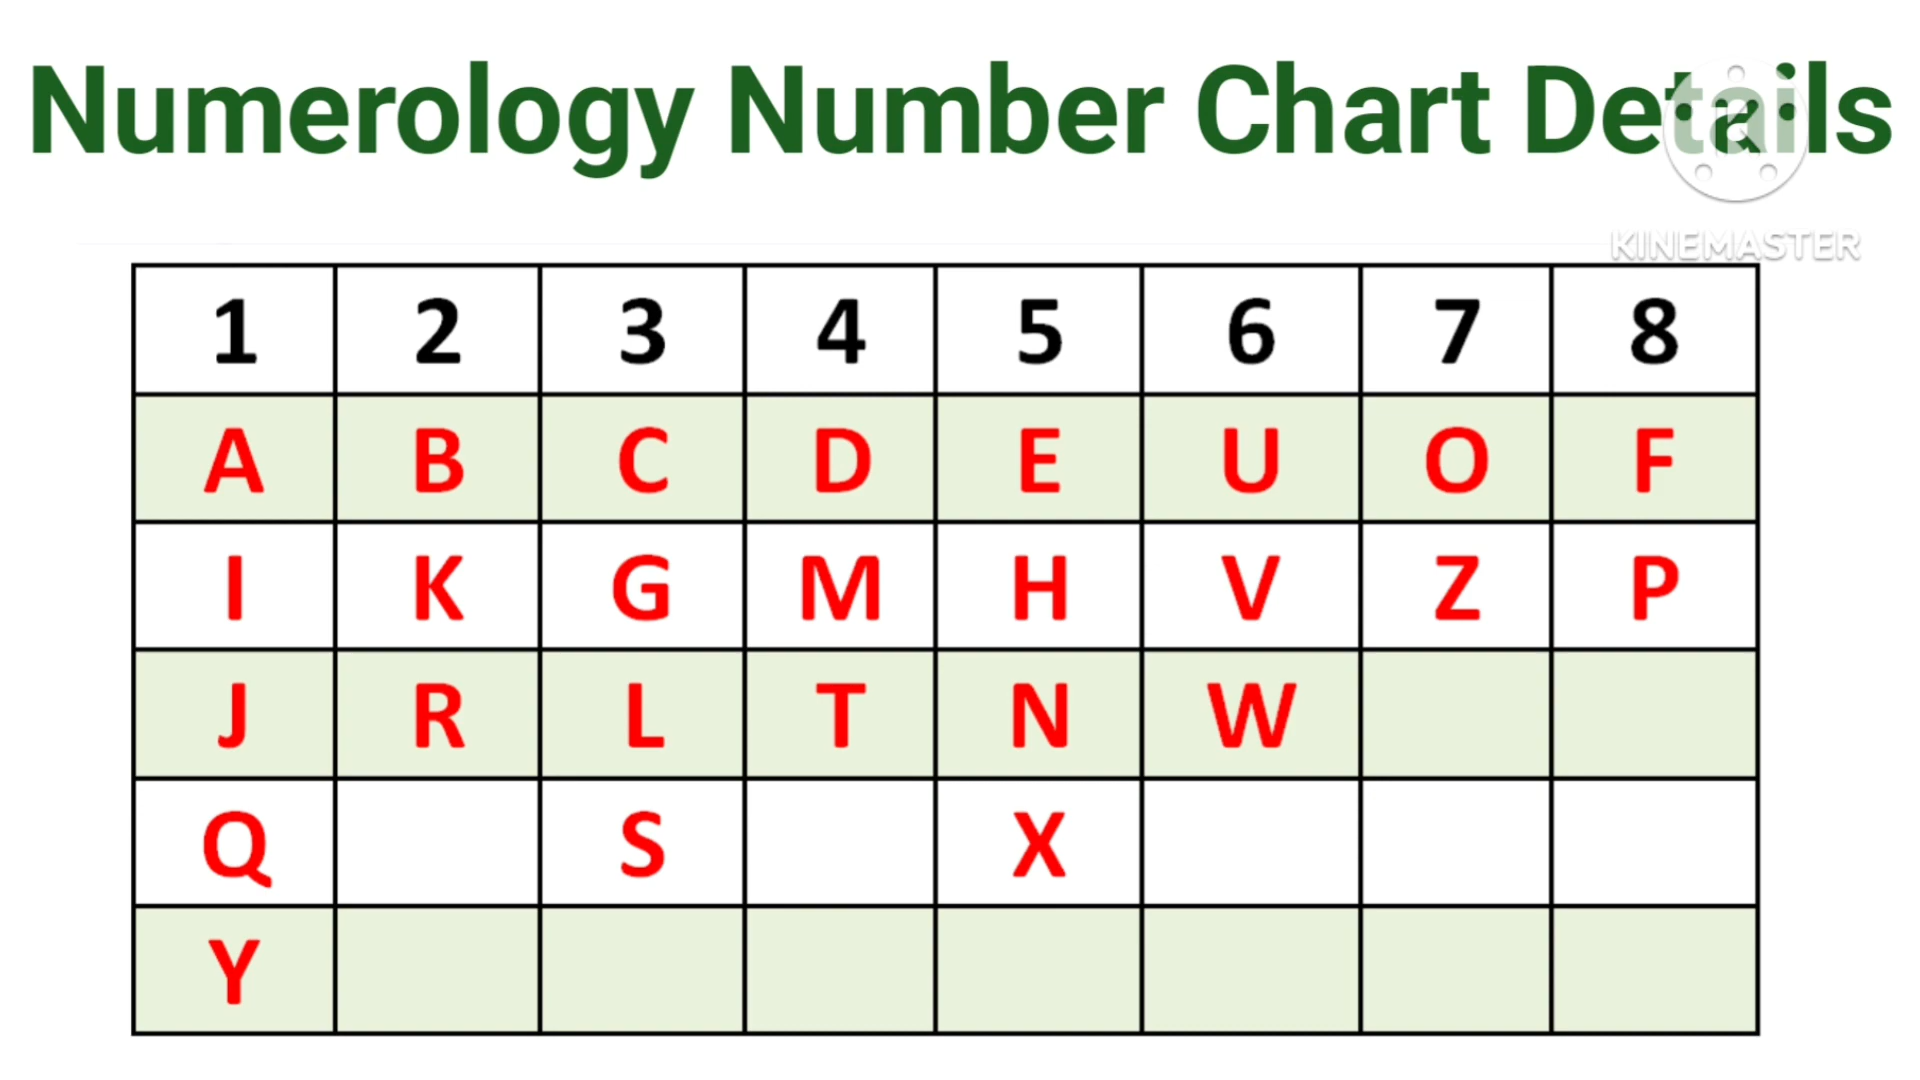 Numerology Number Chart Details
KINEMASTER
1 2 3 4 5 6 7 8
A B C D E U O F
I K G M H V Z P
J R L T N W
Q S X
Y